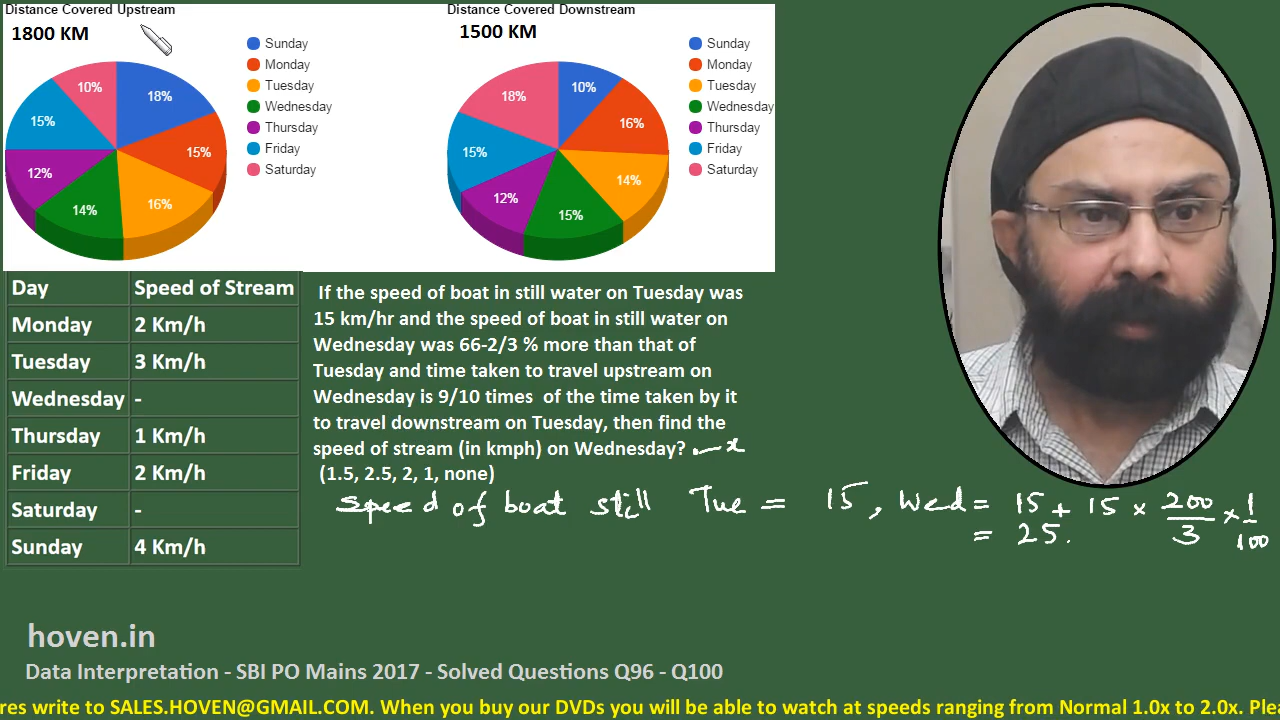 Distance Covered Upstream
1800 KM
Sunday
Monday
Tuesday
Wednesday
Thursday
Friday
Saturday
18%
15%
16%
14%
12%
15%
10%
Distance Covered Downstream
1500 KM
Sunday
Monday
Tuesday
Wednesday
Thursday
Friday
Saturday
10%
16%
14%
15%
12%
15%
18%
Day Speed of Stream
Monday 2 Km/h
Tuesday 3 Km/h
Wednesday -
Thursday 1 Km/h
Friday 2 Km/h
Saturday -
Sunday 4 Km/h
If the speed of boat in still water on Tuesday was
15 km/hr and the speed of boat in still water on
Wednesday was 66-2/3 % more than that of
Tuesday and time taken to travel upstream on
Wednesday is 9/10 times of the time taken by it
to travel downstream on Tuesday, then find the
speed of stream (in kmph) on Wednesday? x
(1.5, 2.5, 2, 1, none)
speed of boat still Tue = 15, Wed = 15 + 15 × 200/3 × 1/100
= 25.
hoven.in
Data Interpretation - SBI PO Mains 2017 - Solved Questions Q96 - Q100
res write to SALES.HOVEN@GMAIL.COM. When you buy our DVDs you will be able to watch at speeds ranging from Normal 1.0x to 2.0x. Plea